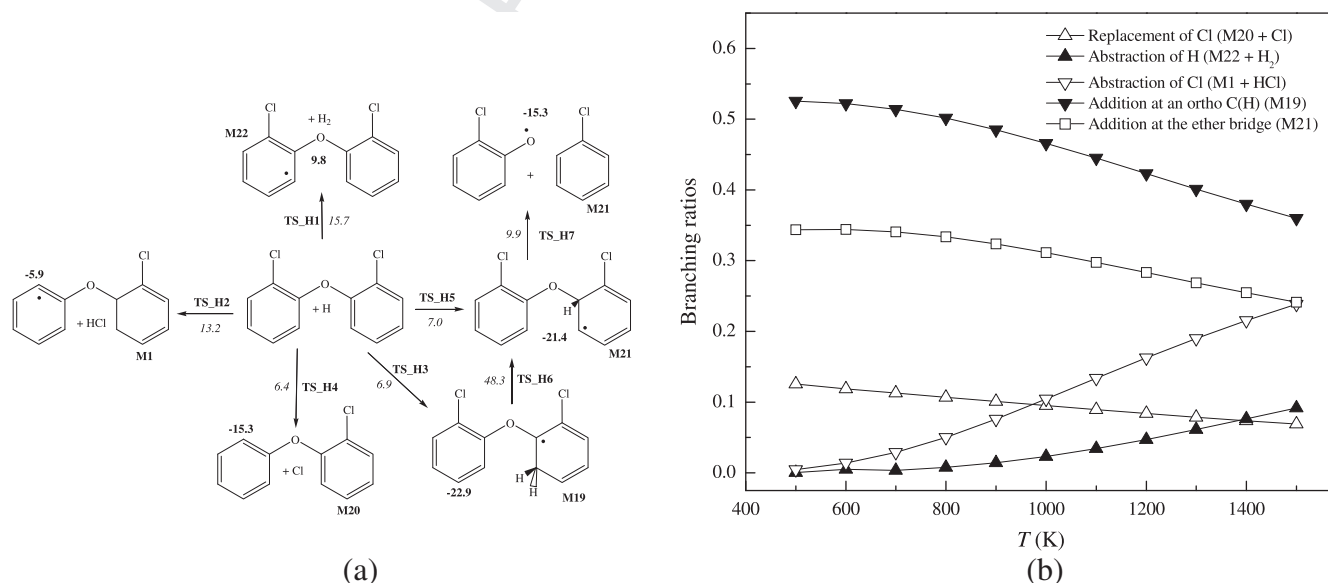 Cl
Cl
M22
+ H2
O
9.8
TS_H1
15.7
Cl
-15.3
•
O
Cl
+
M21
9.9
TS_H7
-5.9
O
Cl
+ HCl
M1
TS_H2
13.2
Cl
Cl
O
+ H
TS_H5
7.0
Cl
Cl
O
H
-21.4
M21
6.4
TS_H4
TS_H3
6.9
48.3
TS_H6
-15.3
O
Cl
+ Cl
M20
Cl
Cl
O
H
H
-22.9
M19
(a)
Replacement of Cl (M20 + Cl)
Abstraction of H (M22 + H2)
Abstraction of Cl (M1 + HCl)
Addition at an ortho C(H) (M19)
Addition at the ether bridge (M21)
Branching ratios
0.6
0.5
0.4
0.3
0.2
0.1
0.0
400 600 800 1000 1200 1400
T (K)
(b)